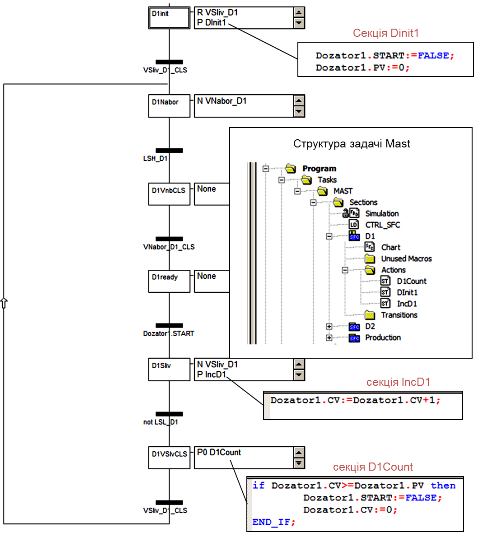 D1init
R VSliv_D1
P DInit1
Секція Dinit1
Dozator1.START:=FALSE;
Dozator1.PV:=0;
VSliv_D1_CLS
D1Nabor
N VNabor_D1
LSH_D1
Структура задачі Mast
Program
Tasks
MAST
Sections
Simulation
CTRL_SFC
D1
Chart
Unused Macros
Actions
D1Count
DInit1
IncD1
Transitions
D2
Production
D1VnbCLS
None
VNabor_D1_CLS
D1ready
None
Dozator1.START
D1Sliv
N VSliv_D1
P IncD1
секція IncD1
Dozator1.CV:=Dozator1.CV+1;
not LSL_D1
D1VSlvCLS
P0 D1Count
секція D1Count
if Dozator1.CV>=Dozator1.PV then
Dozator1.START:=FALSE;
Dozator1.CV:=0;
END_IF;
VSliv_D1_CLS